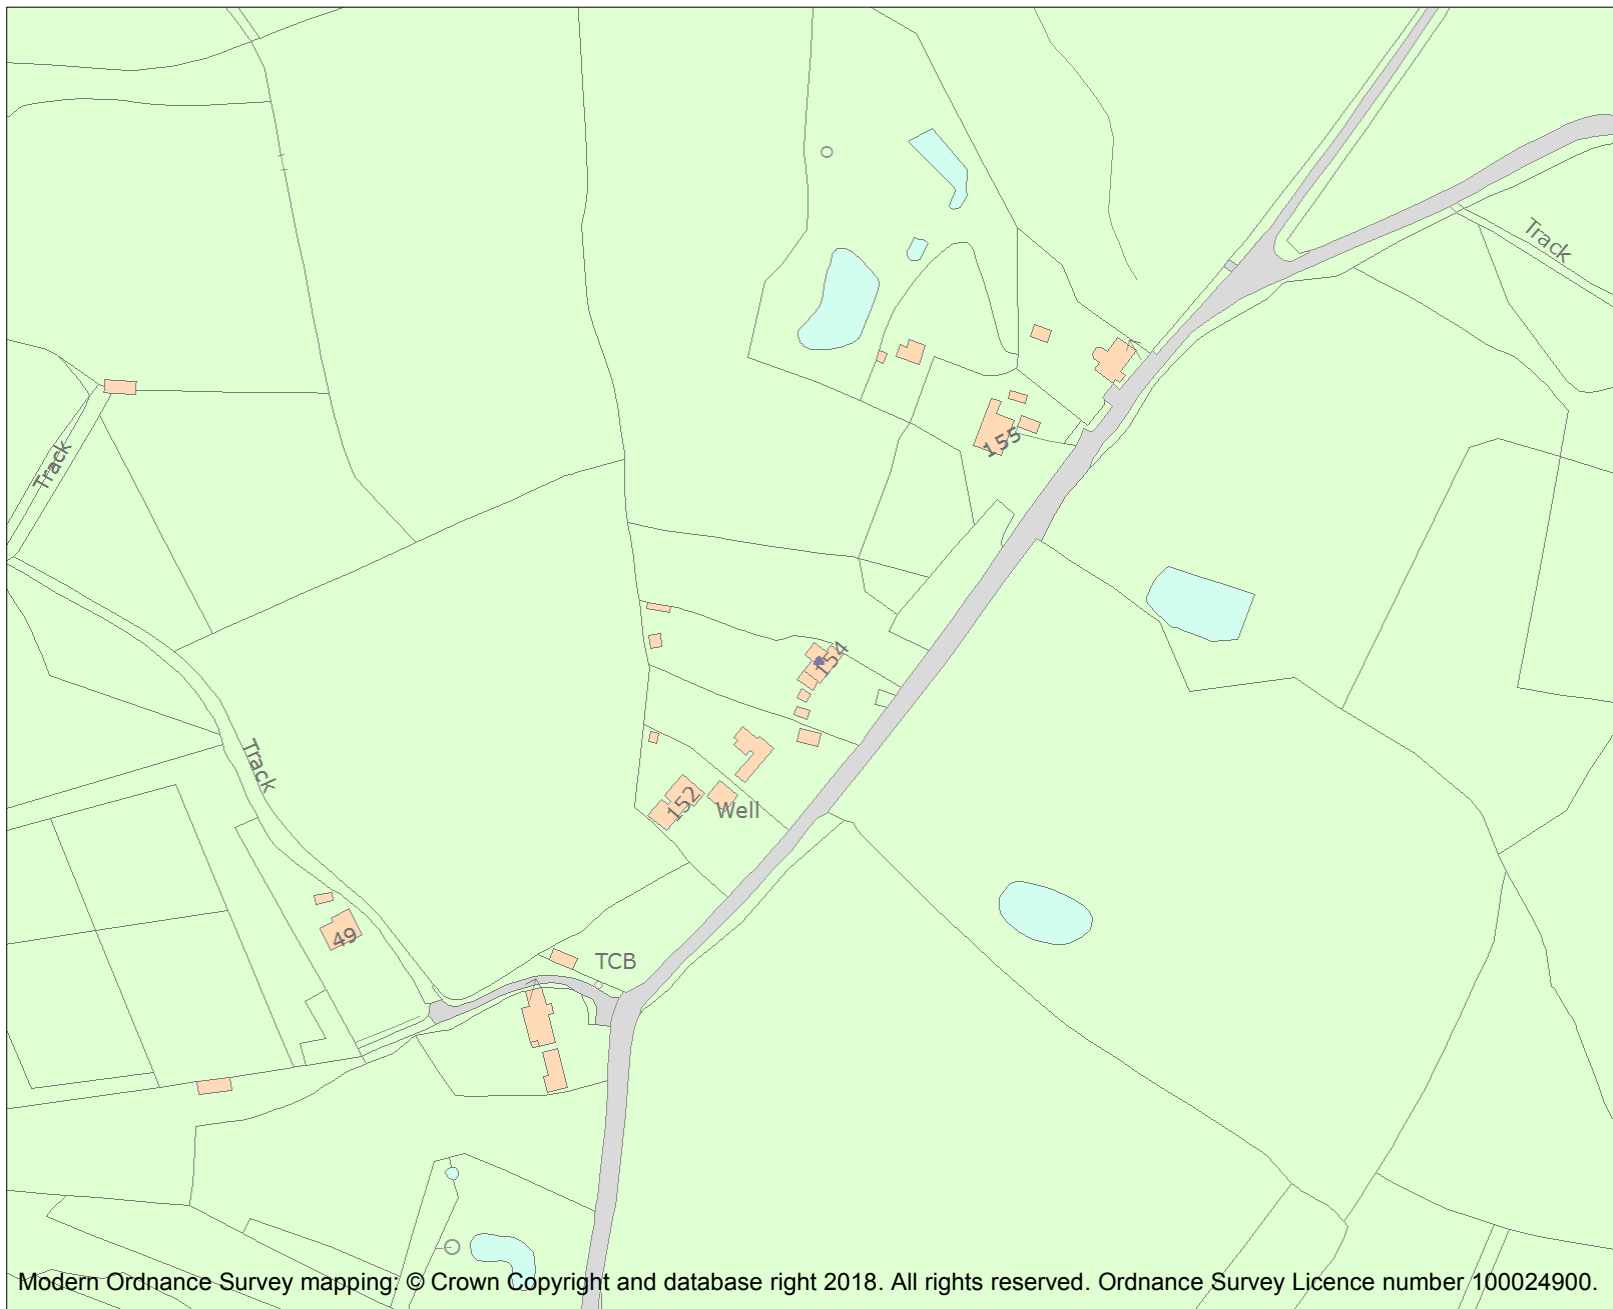 Track
Track
155
154
Track
152
Well
49
TCB
Modern Ordnance Survey mapping: © Crown Copyright and database right 2018. All rights reserved. Ordnance Survey Licence number 100024900.